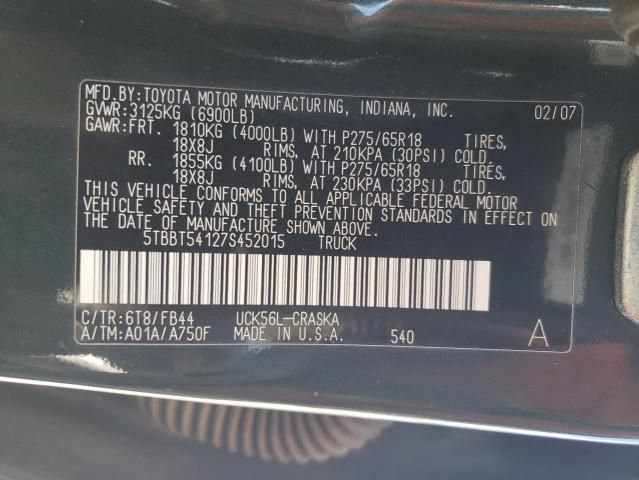 MFD.BY:TOYOTA MOTOR MANUFACTURING, INDIANA, INC. 02/07
GVWR:3125KG (6900LB)
GAWR:FRT. 1810KG (4000LB) WITH P275/65R18 TIRES,
18X8J RIMS, AT 210KPA (30PSI) COLD.
RR. 1855KG (4100LB) WITH P275/65R18 TIRES,
18X8J RIMS, AT 230KPA (33PSI) COLD.
THIS VEHICLE CONFORMS TO ALL APPLICABLE FEDERAL MOTOR
VEHICLE SAFETY AND THEFT PREVENTION STANDARDS IN EFFECT ON
THE DATE OF MANUFACTURE SHOWN ABOVE.
5TBBT54127S452015 TRUCK
C/TR:6T8/FB44 UCK56L-CRASKA
A/TM:A01A/A750F MADE IN U.S.A. 540 A